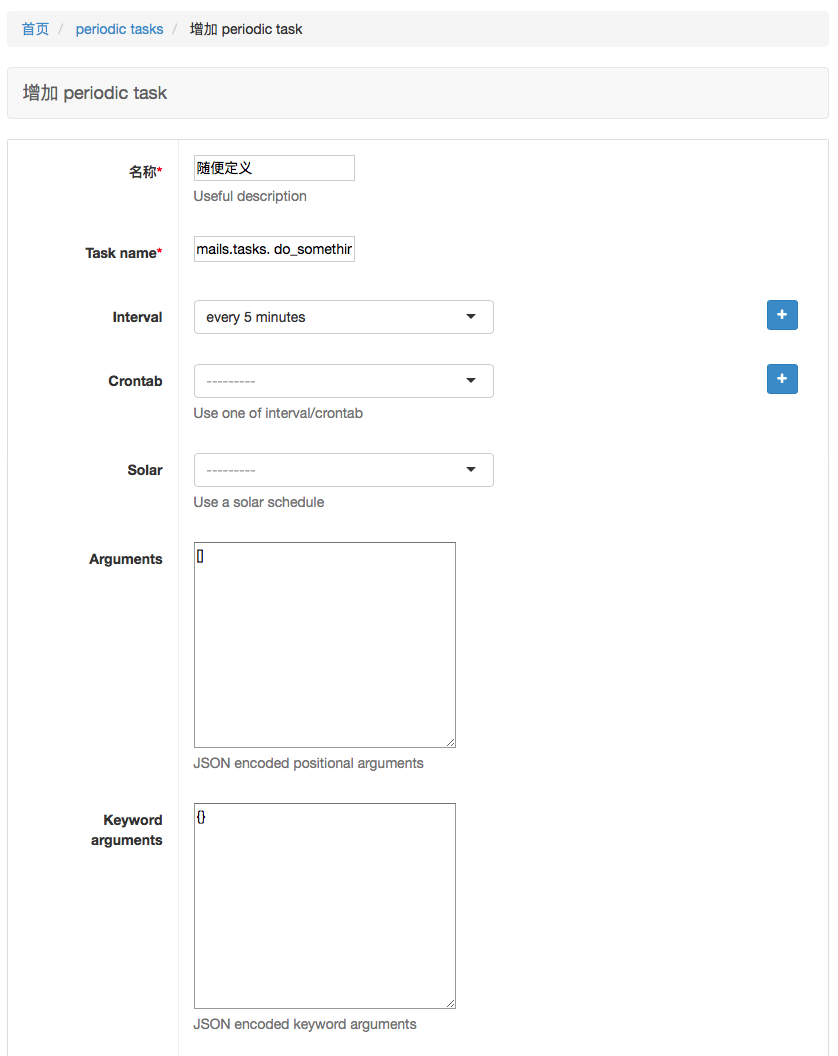 首页 / periodic tasks / 增加 periodic task
增加 periodic task
名称*
随便定义
Useful description
Task name*
mails.tasks. do_somethir
Interval
every 5 minutes
+
Crontab
---------
+
Use one of interval/crontab
Solar
---------
Use a solar schedule
Arguments
[]
JSON encoded positional arguments
Keyword
arguments
{}
JSON encoded keyword arguments